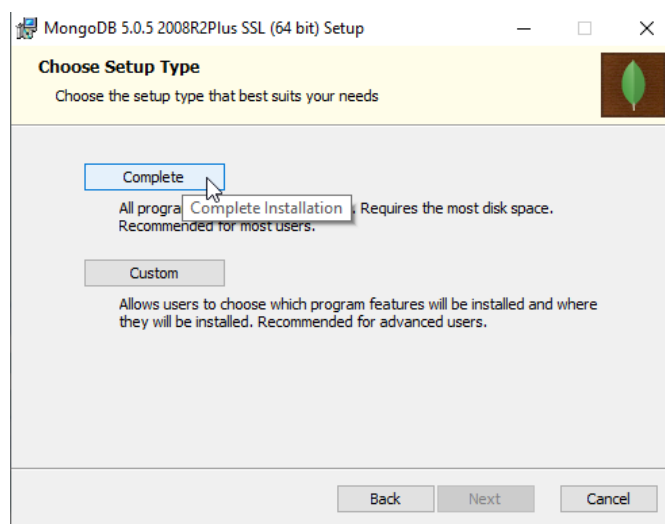 MongoDB 5.0.5 2008R2Plus SSL (64 bit) Setup
Choose Setup Type
Choose the setup type that best suits your needs
Complete
All progra Complete Installation . Requires the most disk space.
Recommended for most users.
Custom
Allows users to choose which program features will be installed and where
they will be installed. Recommended for advanced users.
Back Next Cancel